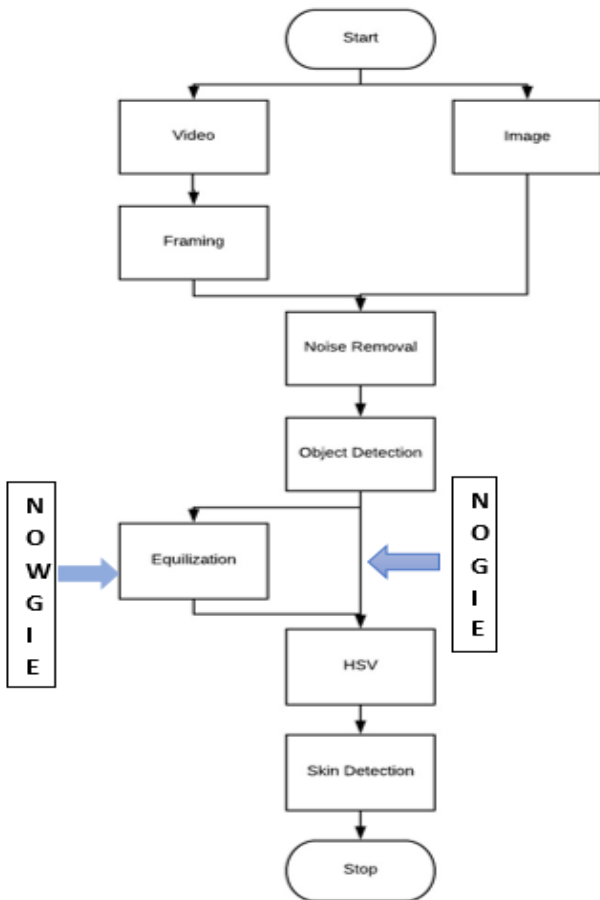 Start
Video
Image
Framing
Noise Removal
Object Detection
N
O
W
G
I
E
Equilization
N
O
G
I
E
HSV
Skin Detection
Stop